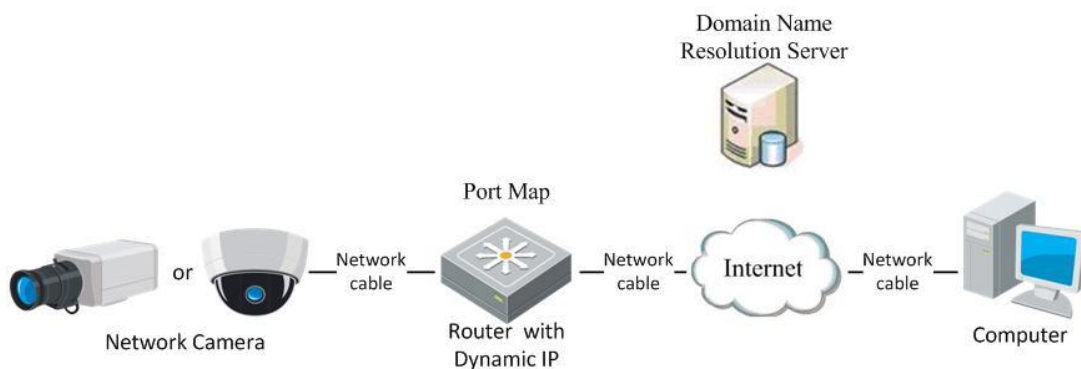 Domain Name
Resolution Server
Port Map
or
Network
cable
Network
cable
Internet
Network
cable
Network Camera
Router with
Dynamic IP
Computer